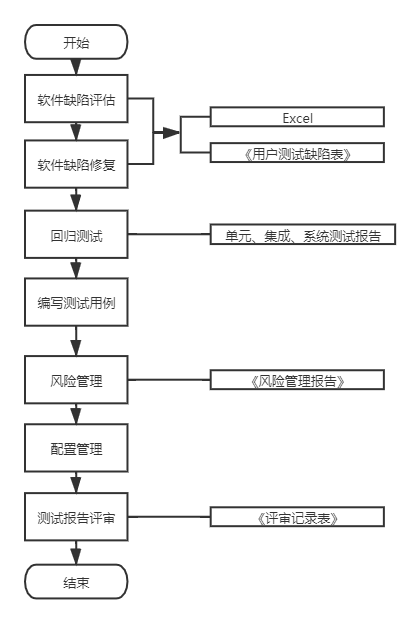 开始
软件缺陷评估
Excel
《用户测试缺陷表》
软件缺陷修复
回归测试
单元、集成、系统测试报告
编写测试用例
风险管理
《风险管理报告》
配置管理
测试报告评审
《评审记录表》
结束